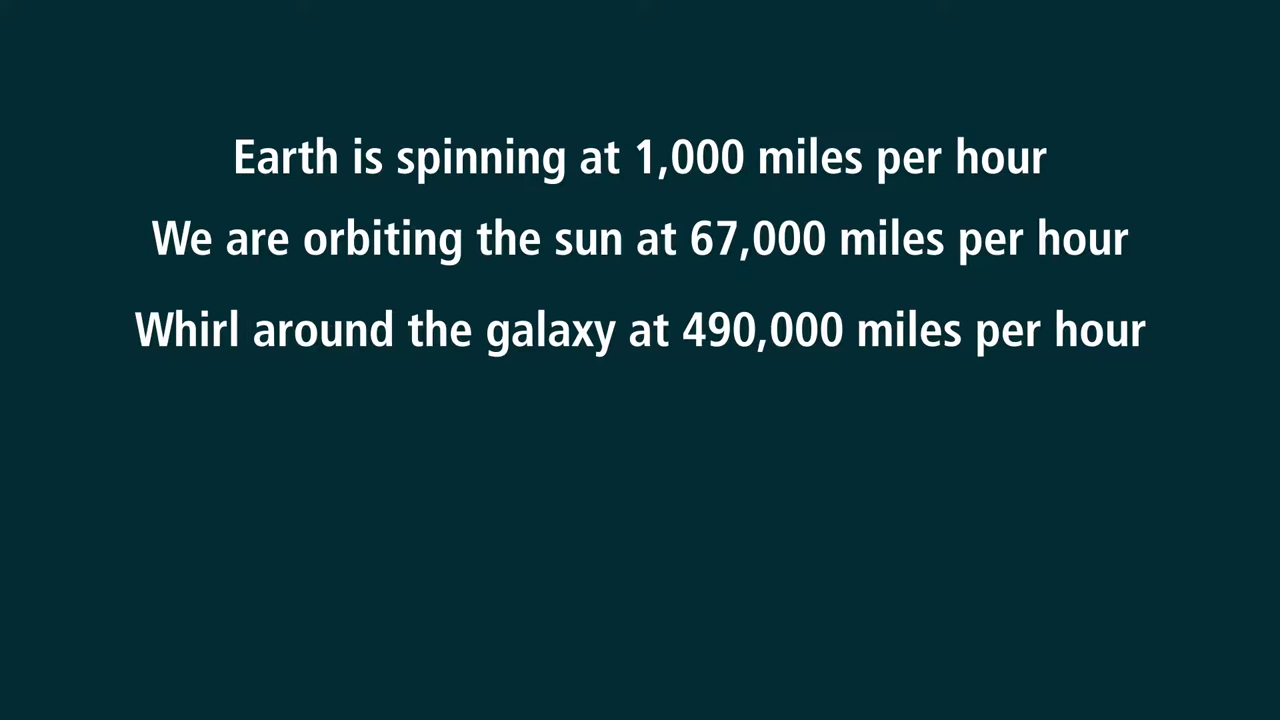 Earth is spinning at 1,000 miles per hour
We are orbiting the sun at 67,000 miles per hour
Whirl around the galaxy at 490,000 miles per hour